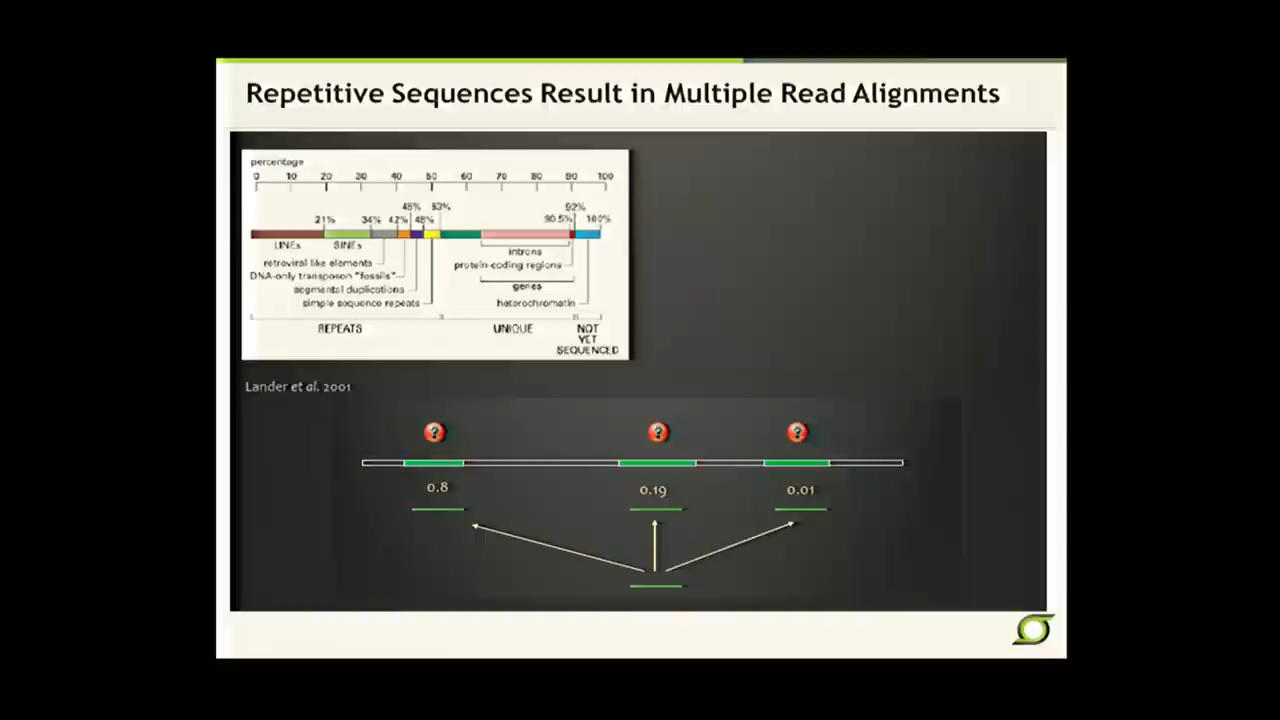 Repetitive Sequences Result in Multiple Read Alignments
percentage
0 10 20 30 40 50 60 70 80 90 100
45% 53% 92%
21% 34% 42% 48% 90.5% 100%
LINEs SINEs
introns
retroviral-like elements
protein-coding regions
DNA-only transposon "fossils"
genes
segmental duplications
simple sequence repeats
heterochromatin
REPEATS UNIQUE NOT
YET
SEQUENCED
Lander et al. 2001
? ? ?
0.8 0.19 0.01